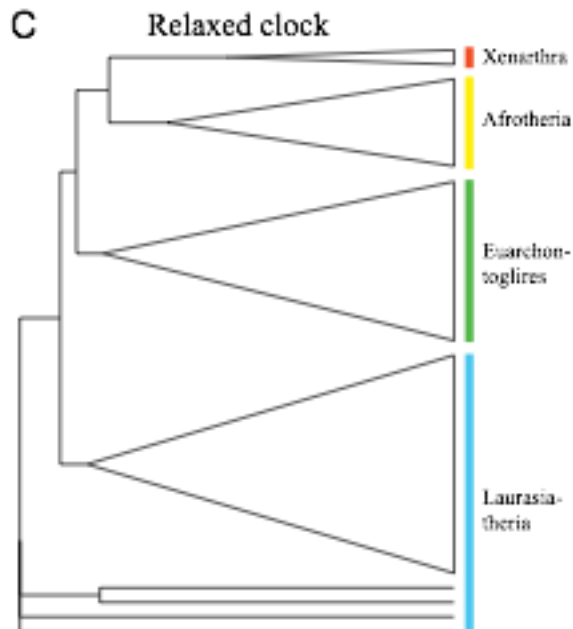 C
Relaxed clock
Xenarthra
Afrotheria
Euarchon-
toglires
Laurasia-
theria